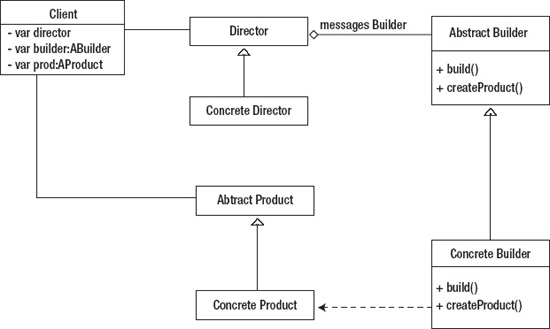 Client
- var director
- var builder:ABuilder
- var prod:AProduct
Director
messages Builder
Abstract Builder
+ build()
+ createProduct()
Concrete Director
Abtract Product
Concrete Builder
+ build()
+ createProduct()
Concrete Product